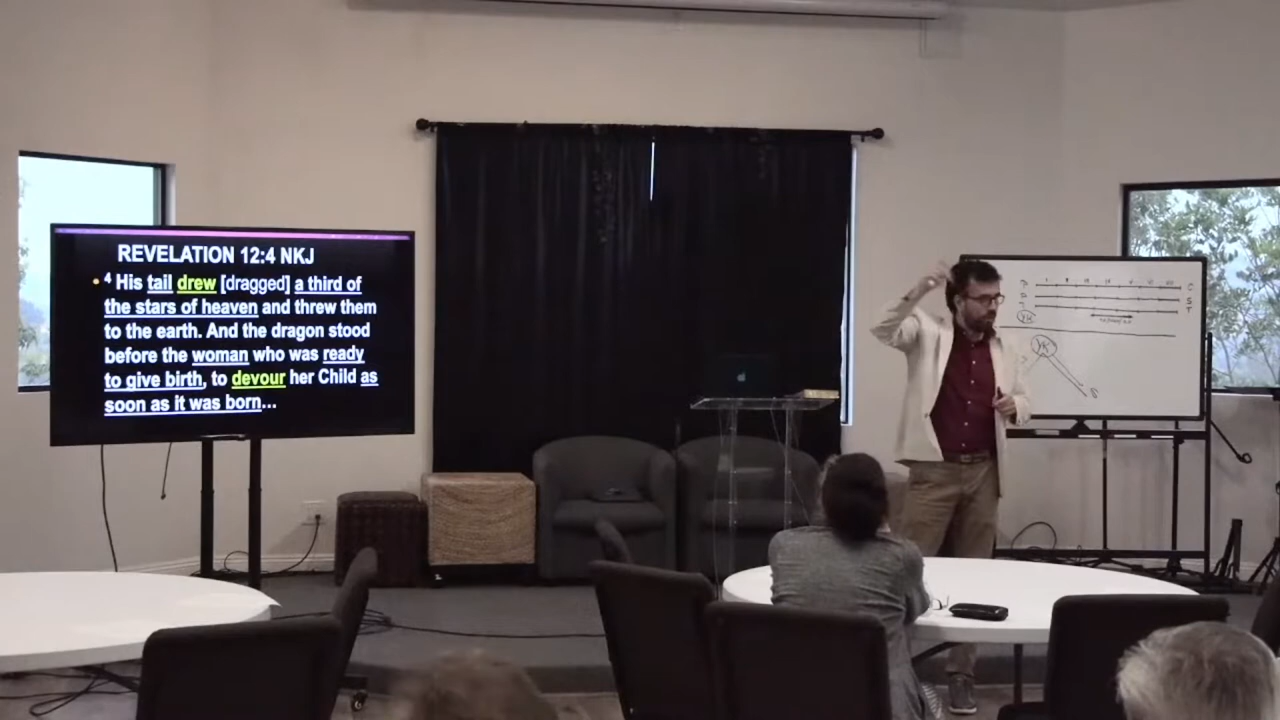 REVELATION 12:4 NKJ
• 4 His tail drew [dragged] a third of
the stars of heaven and threw them
to the earth. And the dragon stood
before the woman who was ready
to give birth, to devour her Child as
soon as it was born...